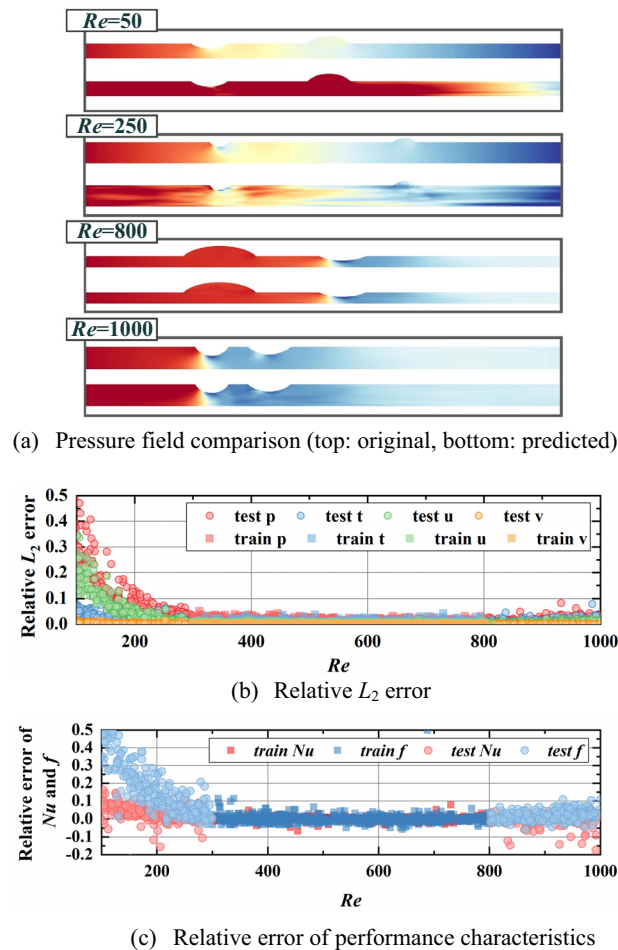 Re=50
Re=250
Re=800
Re=1000
(a) Pressure field comparison (top: original, bottom: predicted)
0.5
0.4
0.3
0.2
0.1
0.0
Relative L2 error
test p test t test u test v
train p train t train u train v
200 400 600 800 1000
Re
(b) Relative L2 error
0.5
0.4
0.3
0.2
0.1
0.0
-0.1
-0.2
Relative error of
Nu and f
train Nu train f test Nu test f
200 400 600 800 1000
Re
(c) Relative error of performance characteristics